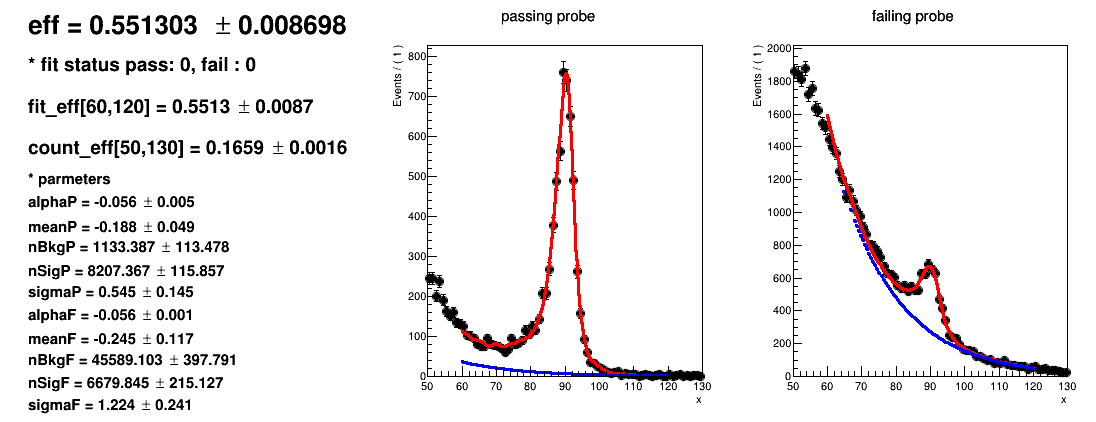 eff = 0.551303 ± 0.008698
* fit status pass: 0, fail : 0
fit_eff[60,120] = 0.5513 ± 0.0087
count_eff[50,130] = 0.1659 ± 0.0016
* parmeters
alphaP = -0.056 ± 0.005
meanP = -0.188 ± 0.049
nBkgP = 1133.387 ± 113.478
nSigP = 8207.367 ± 115.857
sigmaP = 0.545 ± 0.145
alphaF = -0.056 ± 0.001
meanF = -0.245 ± 0.117
nBkgF = 45589.103 ± 397.791
nSigF = 6679.845 ± 215.127
sigmaF = 1.224 ± 0.241
passing probe
Events / ( 1 )
800
700
600
500
400
300
200
100
0
50 60 70 80 90 100 110 120 130
x
failing probe
Events / ( 1 )
2000
1800
1600
1400
1200
1000
800
600
400
200
0
50 60 70 80 90 100 110 120 130
x